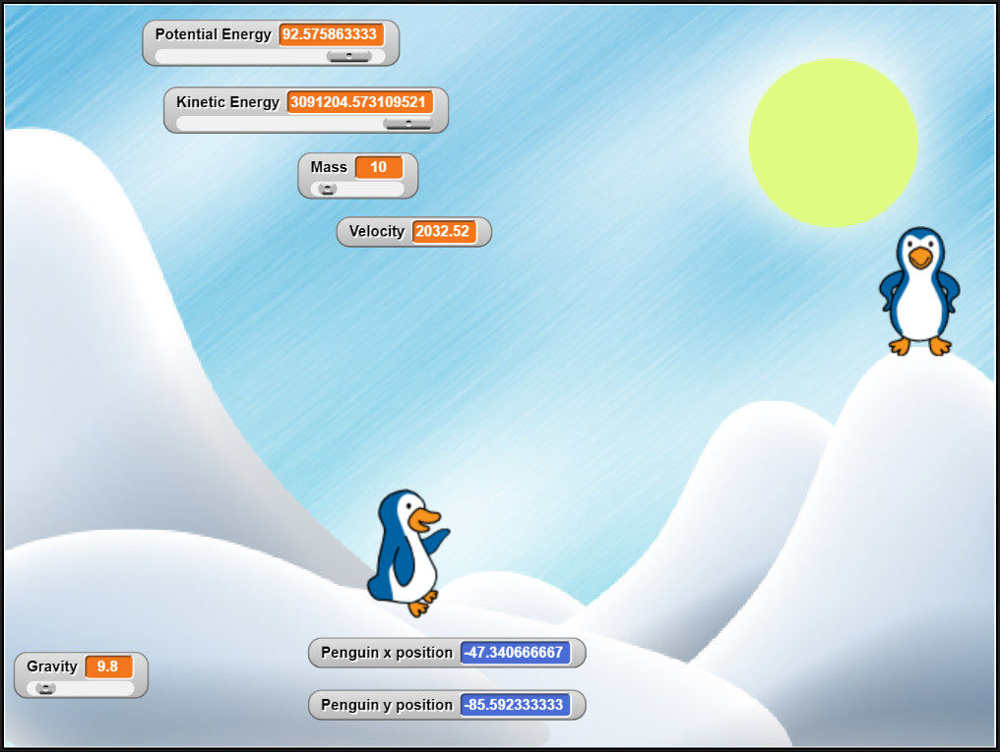 Potential Energy 92.575863333
Kinetic Energy 3091204.573109521
Mass 10
Velocity 2032.52
Penguin x position -47.340666667
Gravity 9.8
Penguin y position -85.592333333